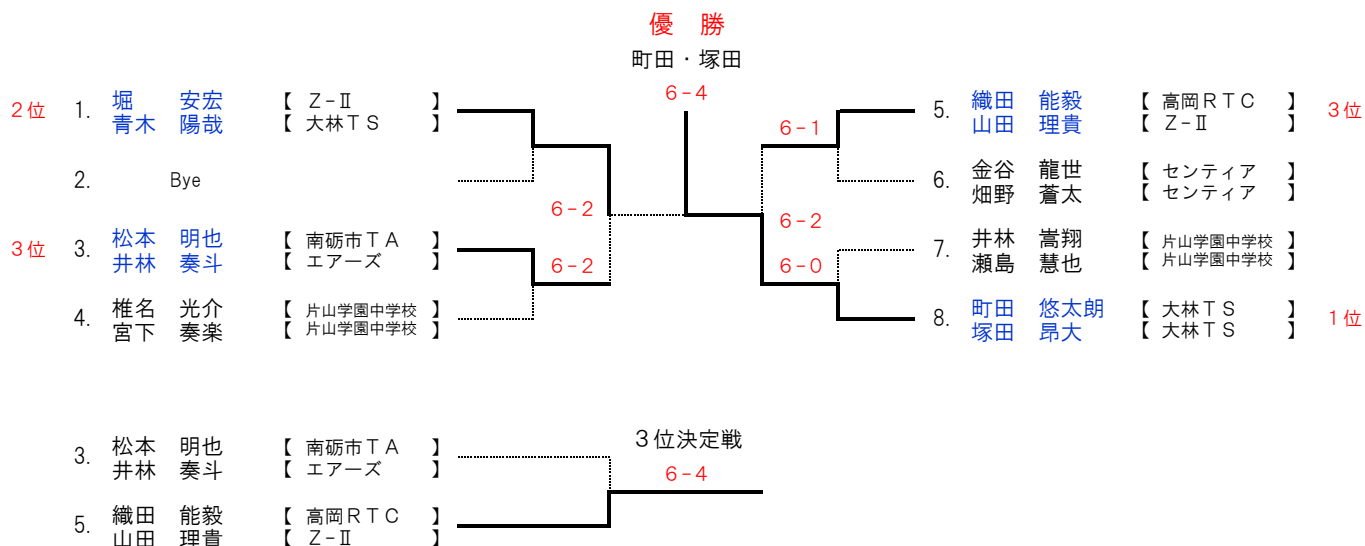 優 勝
町田・塚田
6-4
2位 1. 堀 安宏 【 Z-Ⅱ 】
青木 陽哉 【 大林TS 】
2. Bye
6-2
3位 3. 松本 明也 【 南砺市TA 】
井林 奏斗 【 エアーズ 】
6-2
4. 椎名 光介 【 片山学園中学校 】
宮下 奏楽 【 片山学園中学校 】
5. 織田 能毅 【 高岡RTC 】 3位
山田 理貴 【 Z-Ⅱ 】
6-1
6. 金谷 龍世 【 センティア 】
畑野 蒼太 【 センティア 】
6-2
7. 井林 嵩翔 【 片山学園中学校 】
瀬島 慧也 【 片山学園中学校 】
6-0
8. 町田 悠太朗 【 大林TS 】 1位
塚田 昂大 【 大林TS 】
3位決定戦
3. 松本 明也 【 南砺市TA 】
井林 奏斗 【 エアーズ 】
6-4
5. 織田 能毅 【 高岡RTC 】
山田 理貴 【 Z-Ⅱ 】